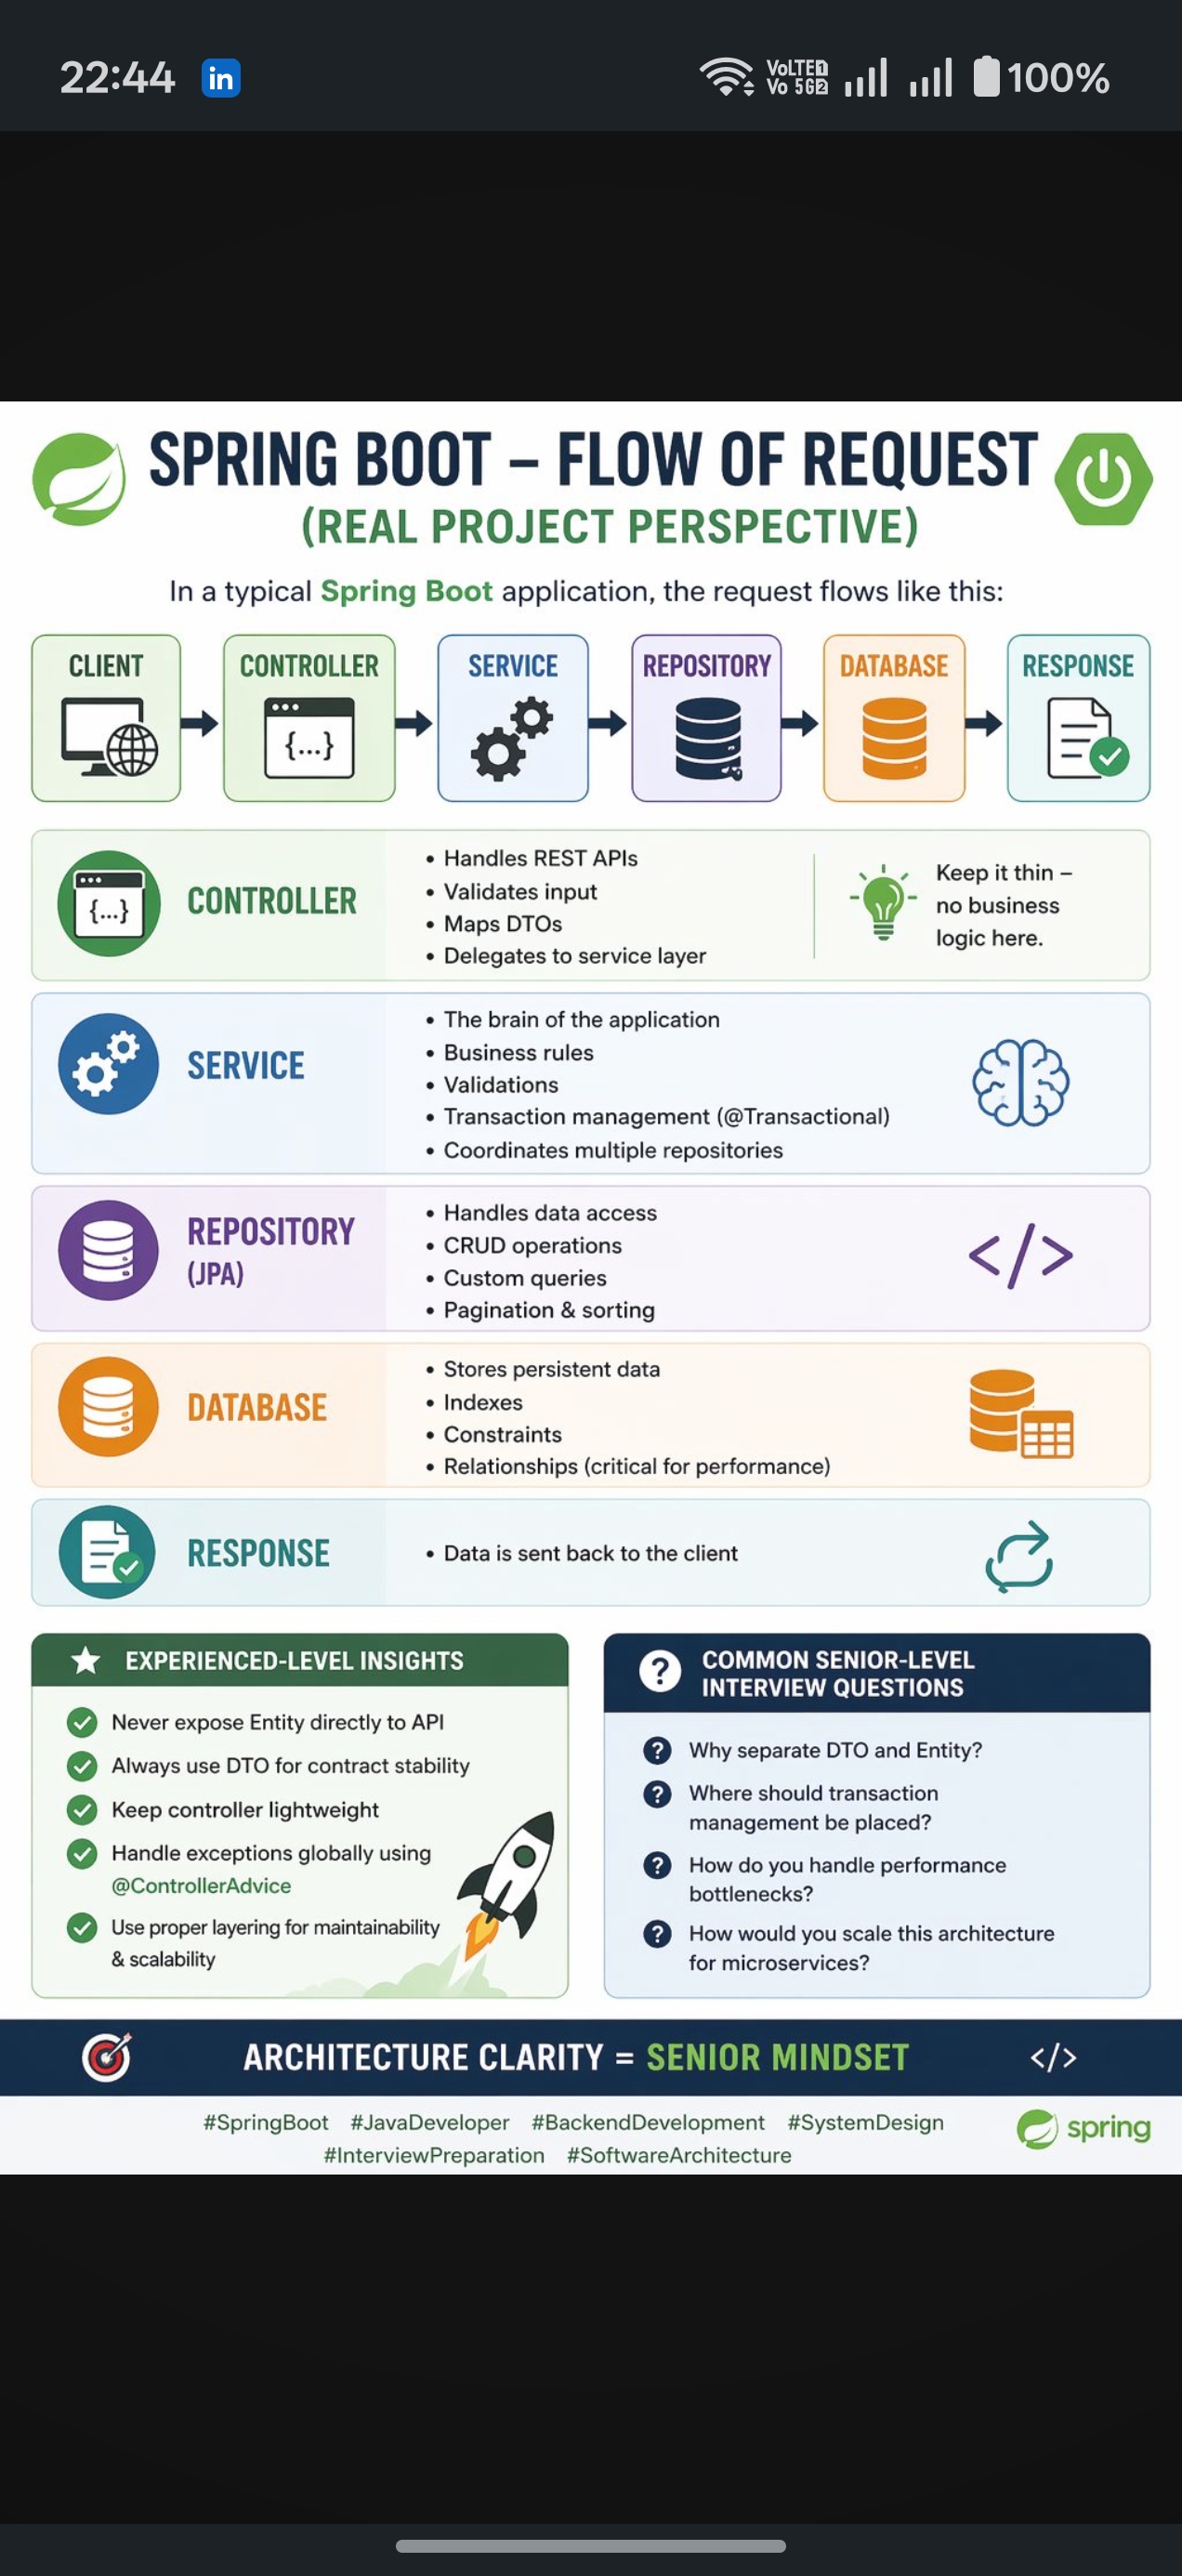 22:44
in
VoLTE1
Vo 5G2
100%
SPRING BOOT – FLOW OF REQUEST
(REAL PROJECT PERSPECTIVE)
In a typical Spring Boot application, the request flows like this:
CLIENT
CONTROLLER
{...}
SERVICE
REPOSITORY
DATABASE
RESPONSE
{...}
CONTROLLER
• Handles REST APIs
• Validates input
• Maps DTOs
• Delegates to service layer
Keep it thin –
no business
logic here.
SERVICE
• The brain of the application
• Business rules
• Validations
• Transaction management (@Transactional)
• Coordinates multiple repositories
REPOSITORY
(JPA)
• Handles data access
• CRUD operations
• Custom queries
• Pagination & sorting
</>
DATABASE
• Stores persistent data
• Indexes
• Constraints
• Relationships (critical for performance)
RESPONSE
• Data is sent back to the client
EXPERIENCED-LEVEL INSIGHTS
Never expose Entity directly to API
Always use DTO for contract stability
Keep controller lightweight
Handle exceptions globally using
@ControllerAdvice
Use proper layering for maintainability
& scalability
?
COMMON SENIOR-LEVEL
INTERVIEW QUESTIONS
? Why separate DTO and Entity?
? Where should transaction
management be placed?
? How do you handle performance
bottlenecks?
? How would you scale this architecture
for microservices?
ARCHITECTURE CLARITY = SENIOR MINDSET
</>
#SpringBoot #JavaDeveloper #BackendDevelopment #SystemDesign
#InterviewPreparation #SoftwareArchitecture
spring